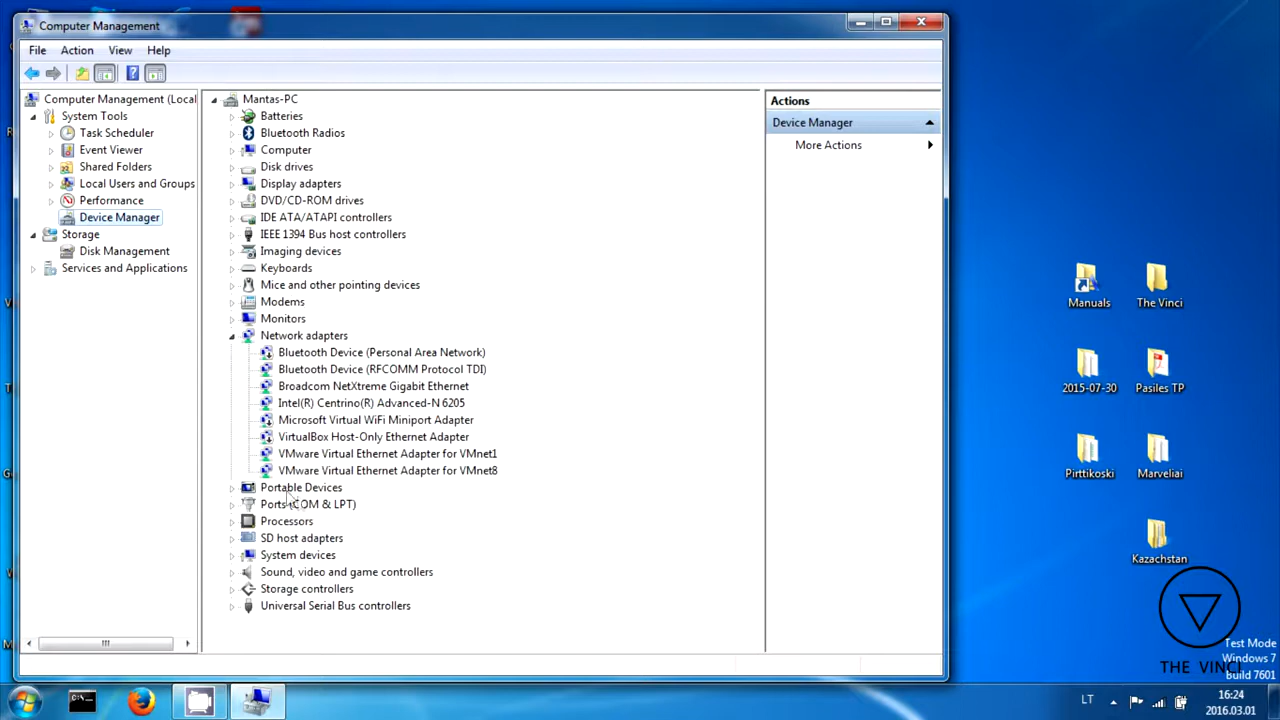 Computer Management
File Action View Help
Computer Management (Local
System Tools
Task Scheduler
Event Viewer
Shared Folders
Local Users and Groups
Performance
Device Manager
Storage
Disk Management
Services and Applications
Mantas-PC
Batteries
Bluetooth Radios
Computer
Disk drives
Display adapters
DVD/CD-ROM drives
IDE ATA/ATAPI controllers
IEEE 1394 Bus host controllers
Imaging devices
Keyboards
Mice and other pointing devices
Modems
Monitors
Network adapters
Bluetooth Device (Personal Area Network)
Bluetooth Device (RFCOMM Protocol TDI)
Broadcom NetXtreme Gigabit Ethernet
Intel(R) Centrino(R) Advanced-N 6205
Microsoft Virtual WiFi Miniport Adapter
VirtualBox Host-Only Ethernet Adapter
VMware Virtual Ethernet Adapter for VMnet1
VMware Virtual Ethernet Adapter for VMnet8
Portable Devices
Ports (COM & LPT)
Processors
SD host adapters
System devices
Sound, video and game controllers
Storage controllers
Universal Serial Bus controllers
Actions
Device Manager
More Actions
Manuals
The Vinci
2015-07-30
Pasiles TP
Pirttikoski
Marveliai
Kazachstan
THE VINCI
Test Mode
Windows 7
Build 7601
LT
16:24
2016.03.01